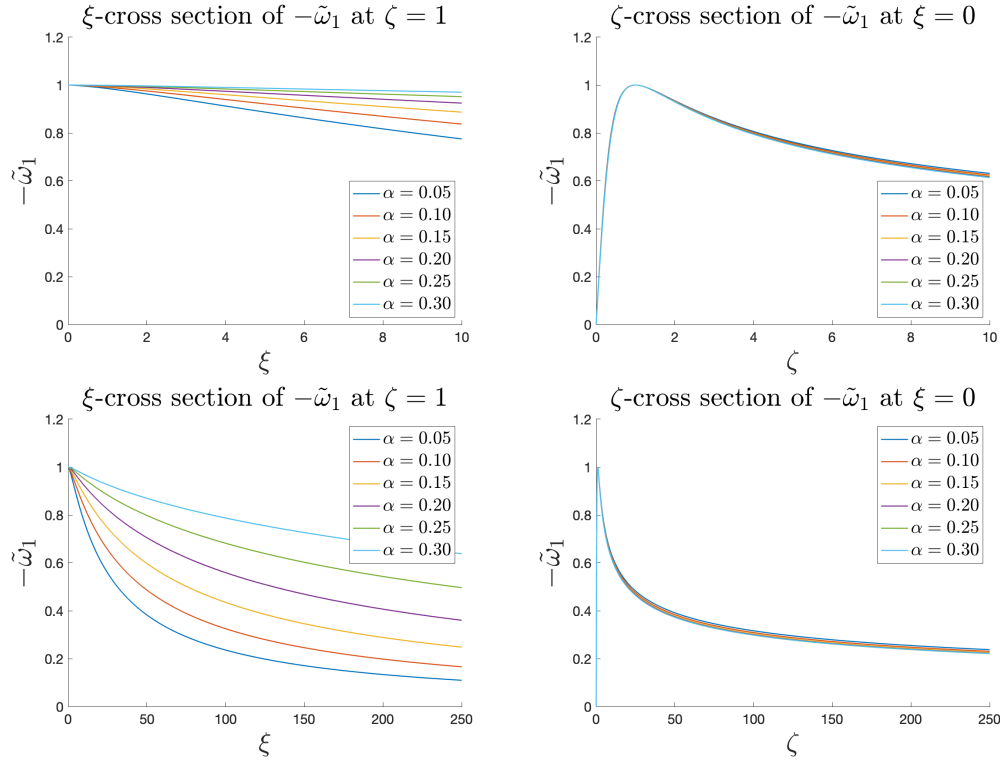 ξ-cross section of −ω̃₁ at ζ = 1
1.2
1
0.8
0.6
0.4
0.2
0
−ω̃₁
α = 0.05
α = 0.10
α = 0.15
α = 0.20
α = 0.25
α = 0.30
0 2 4 6 8 10
ξ
ζ-cross section of −ω̃₁ at ξ = 0
1.2
1
0.8
0.6
0.4
0.2
0
−ω̃₁
α = 0.05
α = 0.10
α = 0.15
α = 0.20
α = 0.25
α = 0.30
0 2 4 6 8 10
ζ
ξ-cross section of −ω̃₁ at ζ = 1
1.2
1
0.8
0.6
0.4
0.2
0
−ω̃₁
α = 0.05
α = 0.10
α = 0.15
α = 0.20
α = 0.25
α = 0.30
0 50 100 150 200 250
ξ
ζ-cross section of −ω̃₁ at ξ = 0
1.2
1
0.8
0.6
0.4
0.2
0
−ω̃₁
α = 0.05
α = 0.10
α = 0.15
α = 0.20
α = 0.25
α = 0.30
0 50 100 150 200 250
ζ